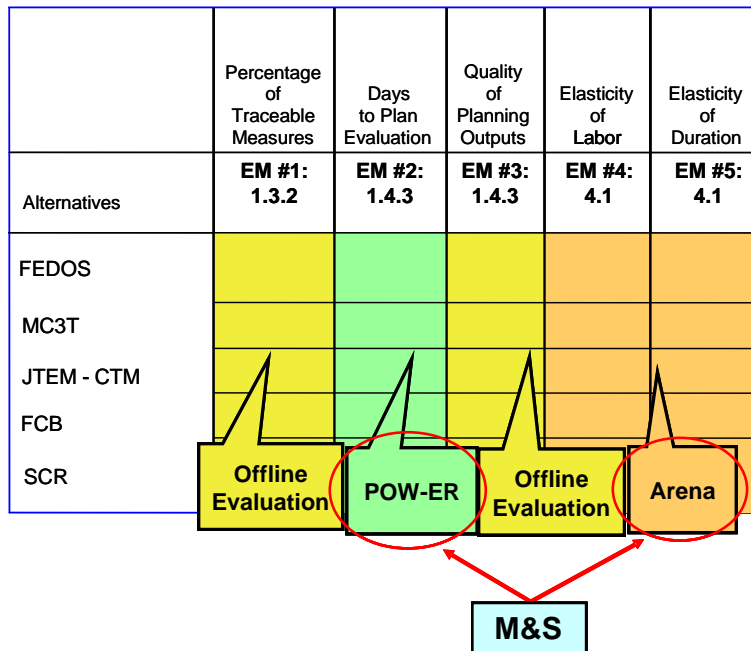 Percentage
of
Traceable
Measures
Days
to Plan
Evaluation
Quality
of
Planning
Outputs
Elasticity
of
Labor
Elasticity
of
Duration
Alternatives
EM #1:
1.3.2
EM #2:
1.4.3
EM #3:
1.4.3
EM #4:
4.1
EM #5:
4.1
FEDOS
MC3T
JTEM - CTM
FCB
SCR
Offline
Evaluation
POW-ER
Offline
Evaluation
Arena
M&S